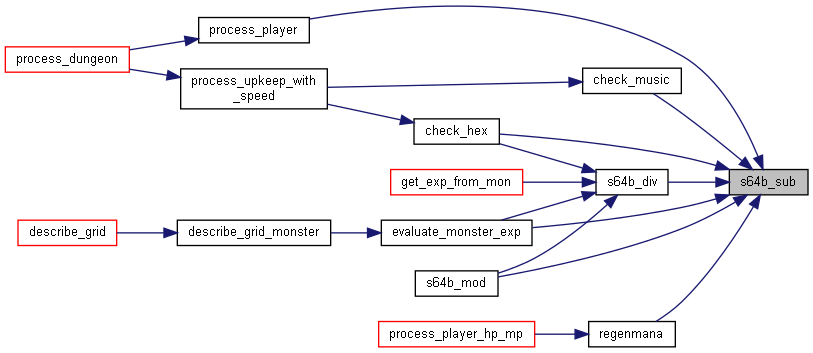 process_player
process_dungeon
process_upkeep_with
_speed
check_music
check_hex
get_exp_from_mon
s64b_div
s64b_sub
describe_grid
describe_grid_monster
evaluate_monster_exp
s64b_mod
process_player_hp_mp
regenmana